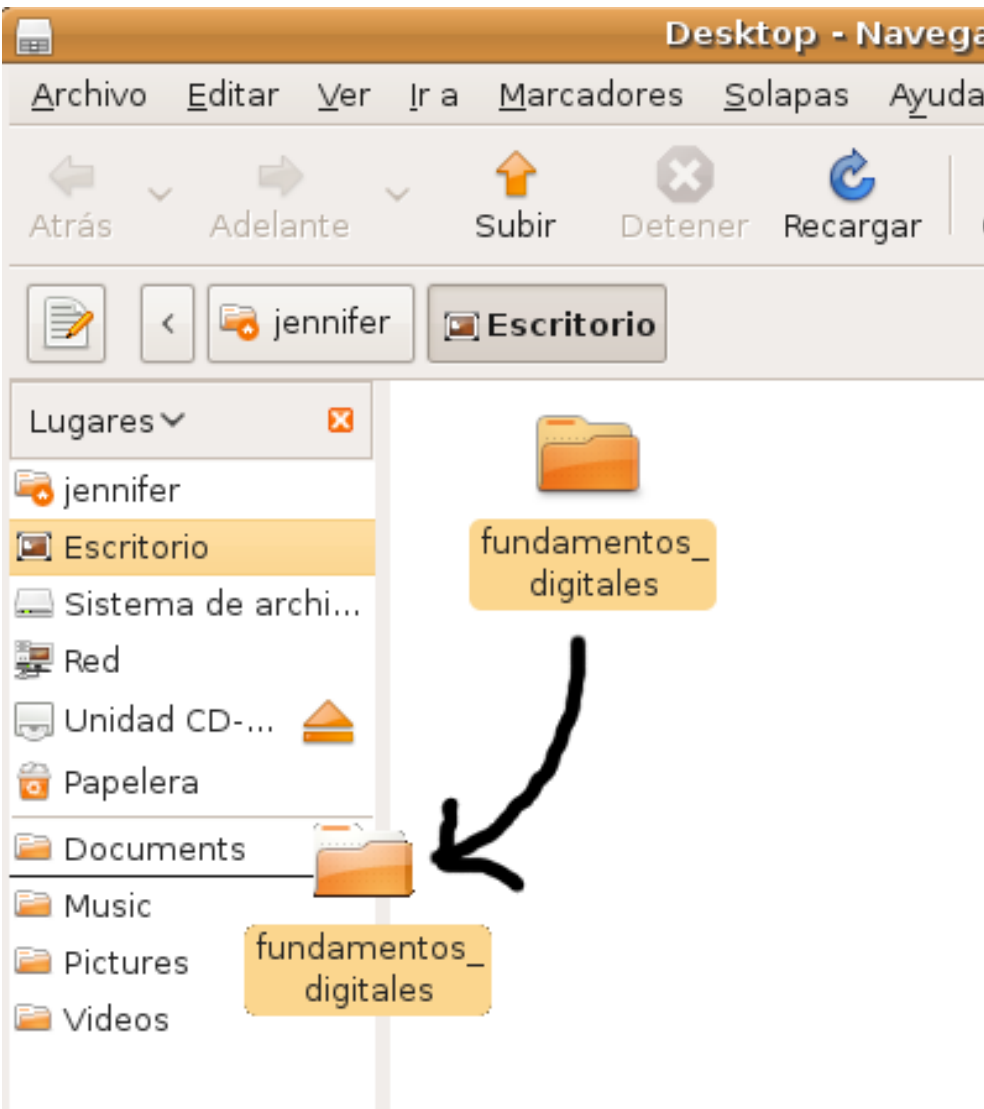 Desktop - Navega
Archivo Editar Ver Ir a Marcadores Solapas Ayuda
Atrás Adelante Subir Detener Recargar
jennifer Escritorio
Lugares
jennifer
Escritorio
Sistema de archi...
Red
Unidad CD-...
Papelera
Documents
Music
Pictures
Videos
fundamentos_
digitales
fundamentos_
digitales